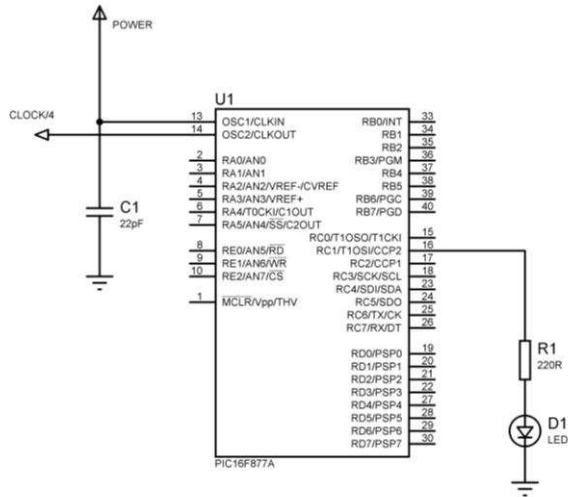 POWER
U1
CLOCK/4
13 OSC1/CLKIN
14 OSC2/CLKOUT
2 RA0/AN0
3 RA1/AN1
4 RA2/AN2/VREF-/CVREF
5 RA3/AN3/VREF+
6 RA4/T0CKI/C1OUT
7 RA5/AN4/SS/C2OUT
8 RE0/AN5/RD
9 RE1/AN6/WR
10 RE2/AN7/CS
1 MCLR/Vpp/THV
RB0/INT 33
RB1 34
RB2 35
RB3/PGM 36
RB4 37
RB5 38
RB6/PGC 39
RB7/PGD 40
RC0/T1OSO/T1CKI 15
RC1/T1OSI/CCP2 16
RC2/CCP1 17
RC3/SCK/SCL 18
RC4/SDI/SDA 23
RC5/SDO 24
RC6/TX/CK 25
RC7/RX/DT 26
RD0/PSP0 19
RD1/PSP1 20
RD2/PSP2 21
RD3/PSP3 22
RD4/PSP4 27
RD5/PSP5 28
RD6/PSP6 29
RD7/PSP7 30
PIC16F877A
C1
22pF
R1
220R
D1
LED